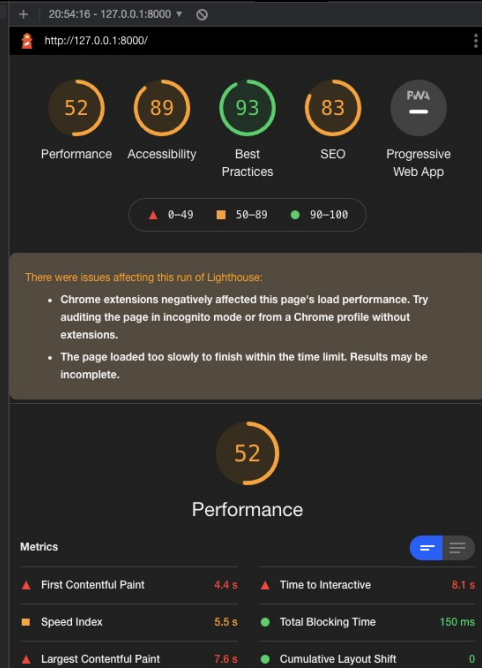 20:54:16 - 127.0.0.1:8000
http://127.0.0.1:8000/
52 89 93 83 PWA
Performance Accessibility Best Practices SEO Progressive Web App
0–49 50–89 90–100
There were issues affecting this run of Lighthouse:
• Chrome extensions negatively affected this page's load performance. Try
auditing the page in incognito mode or from a Chrome profile without
extensions.
• The page loaded too slowly to finish within the time limit. Results may be
incomplete.
52
Performance
Metrics
First Contentful Paint 4.4 s Time to Interactive 8.1 s
Speed Index 5.5 s Total Blocking Time 150 ms
Largest Contentful Paint 7.6 s Cumulative Layout Shift 0